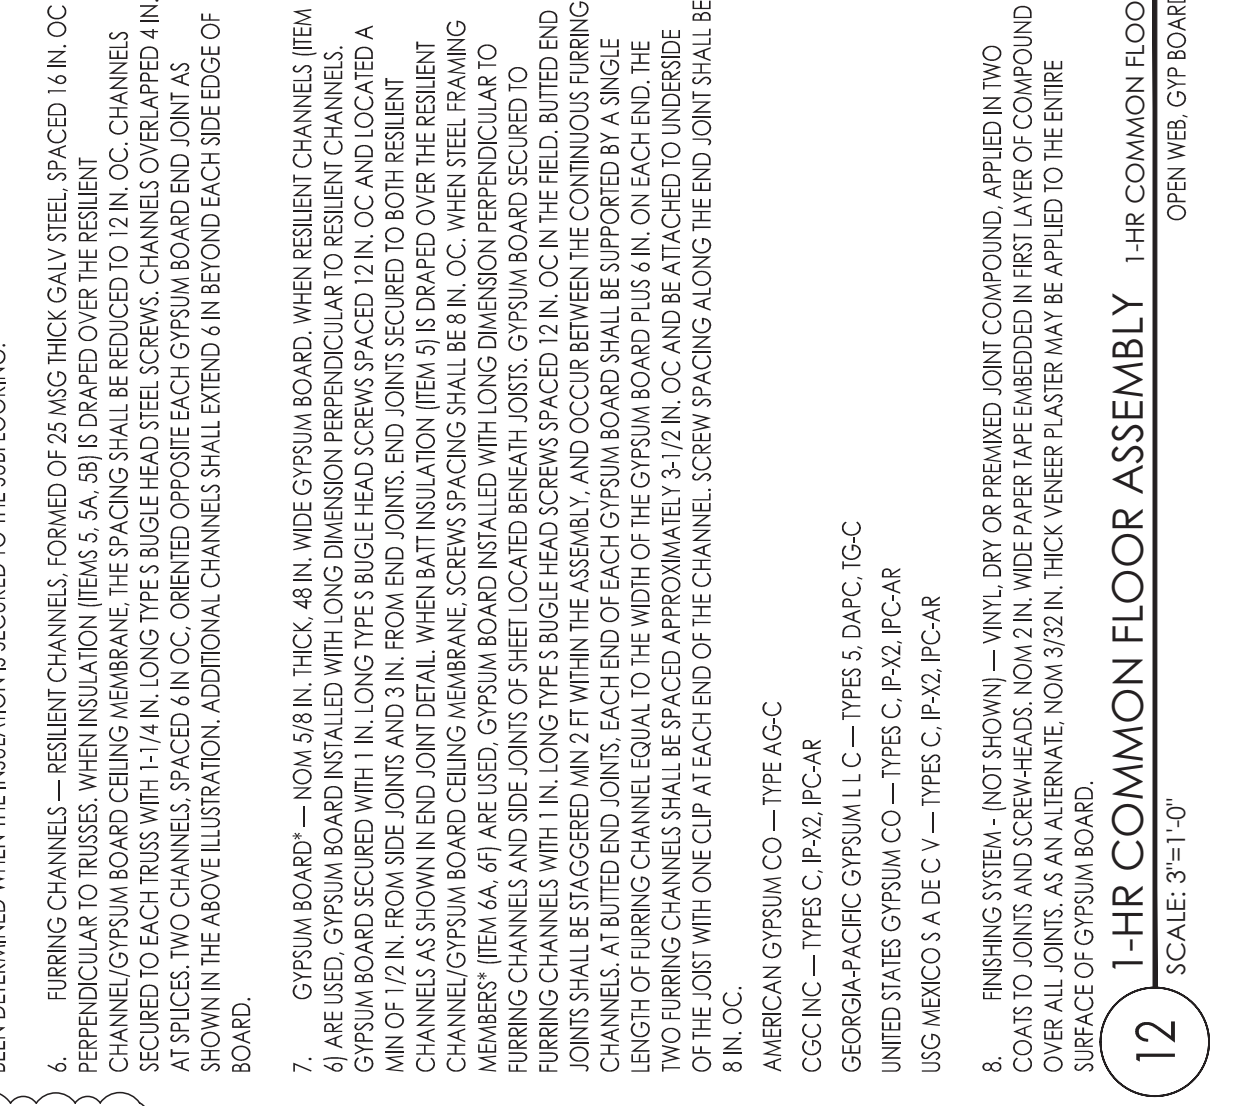 BEEN DETERMINED WHEN THE INSULATION IS SECURED TO THE SUBFLOORING.
6. FURRING CHANNELS — RESILIENT CHANNELS, FORMED OF 25 MSG THICK GALV STEEL, SPACED 16 IN. OC
PERPENDICULAR TO TRUSSES. WHEN INSULATION (ITEMS 5, 5A, 5B) IS DRAPED OVER THE RESILIENT
CHANNEL/GYPSUM BOARD CEILING MEMBRANE, THE SPACING SHALL BE REDUCED TO 12 IN. OC. CHANNELS
SECURED TO EACH TRUSS WITH 1-1/4 IN. LONG TYPE S BUGLE HEAD STEEL SCREWS. CHANNELS OVERLAPPED 4 IN.
AT SPLICES. TWO CHANNELS, SPACED 6 IN OC, ORIENTED OPPOSITE EACH GYPSUM BOARD END JOINT AS
SHOWN IN THE ABOVE ILLUSTRATION. ADDITIONAL CHANNELS SHALL EXTEND 6 IN BEYOND EACH SIDE EDGE OF
BOARD.
7. GYPSUM BOARD* — NOM 5/8 IN. THICK, 48 IN. WIDE GYPSUM BOARD. WHEN RESILIENT CHANNELS (ITEM
6) ARE USED, GYPSUM BOARD INSTALLED WITH LONG DIMENSION PERPENDICULAR TO RESILIENT CHANNELS.
GYPSUM BOARD SECURED WITH 1 IN. LONG TYPE S BUGLE HEAD SCREWS SPACED 12 IN. OC AND LOCATED A
MIN OF 1/2 IN. FROM SIDE JOINTS AND 3 IN. FROM END JOINTS. END JOINTS SECURED TO BOTH RESILIENT
CHANNELS AS SHOWN IN END JOINT DETAIL. WHEN BATT INSULATION (ITEM 5) IS DRAPED OVER THE RESILIENT
CHANNEL/GYPSUM BOARD CEILING MEMBRANE, SCREWS SPACING SHALL BE 8 IN. OC. WHEN STEEL FRAMING
MEMBERS* (ITEM 6A, 6F) ARE USED, GYPSUM BOARD INSTALLED WITH LONG DIMENSION PERPENDICULAR TO
FURRING CHANNELS AND SIDE JOINTS OF SHEET LOCATED BENEATH JOISTS. GYPSUM BOARD SECURED TO
FURRING CHANNELS WITH 1 IN. LONG TYPE S BUGLE HEAD SCREWS SPACED 12 IN. OC IN THE FIELD. BUTTED END
JOINTS SHALL BE STAGGERED MIN 2 FT WITHIN THE ASSEMBLY, AND OCCUR BETWEEN THE CONTINUOUS FURRING
CHANNELS. AT BUTTED END JOINTS, EACH END OF EACH GYPSUM BOARD SHALL BE SUPPORTED BY A SINGLE
LENGTH OF FURRING CHANNEL EQUAL TO THE WIDTH OF THE GYPSUM BOARD PLUS 6 IN. ON EACH END. THE
TWO FURRING CHANNELS SHALL BE SPACED APPROXIMATELY 3-1/2 IN. OC AND BE ATTACHED TO UNDERSIDE
OF THE JOIST WITH ONE CLIP AT EACH END OF THE CHANNEL. SCREW SPACING ALONG THE END JOINT SHALL BE
8 IN. OC.
AMERICAN GYPSUM CO — TYPE AG-C
CGC INC — TYPES C, IP-X2, IPC-AR
GEORGIA-PACIFIC GYPSUM L L C — TYPES 5, DAPC, TG-C
UNITED STATES GYPSUM CO — TYPES C, IP-X2, IPC-AR
USG MEXICO S A DE C V — TYPES C, IP-X2, IPC-AR
8. FINISHING SYSTEM - (NOT SHOWN) — VINYL, DRY OR PREMIXED JOINT COMPOUND, APPLIED IN TWO
COATS TO JOINTS AND SCREW-HEADS. NOM 2 IN. WIDE PAPER TAPE EMBEDDED IN FIRST LAYER OF COMPOUND
OVER ALL JOINTS. AS AN ALTERNATE, NOM 3/32 IN. THICK VENEER PLASTER MAY BE APPLIED TO THE ENTIRE
SURFACE OF GYPSUM BOARD.
12 1-HR COMMON FLOOR ASSEMBLY 1-HR COMMON FLOO
SCALE: 3"=1'-0" OPEN WEB, GYP BOARD